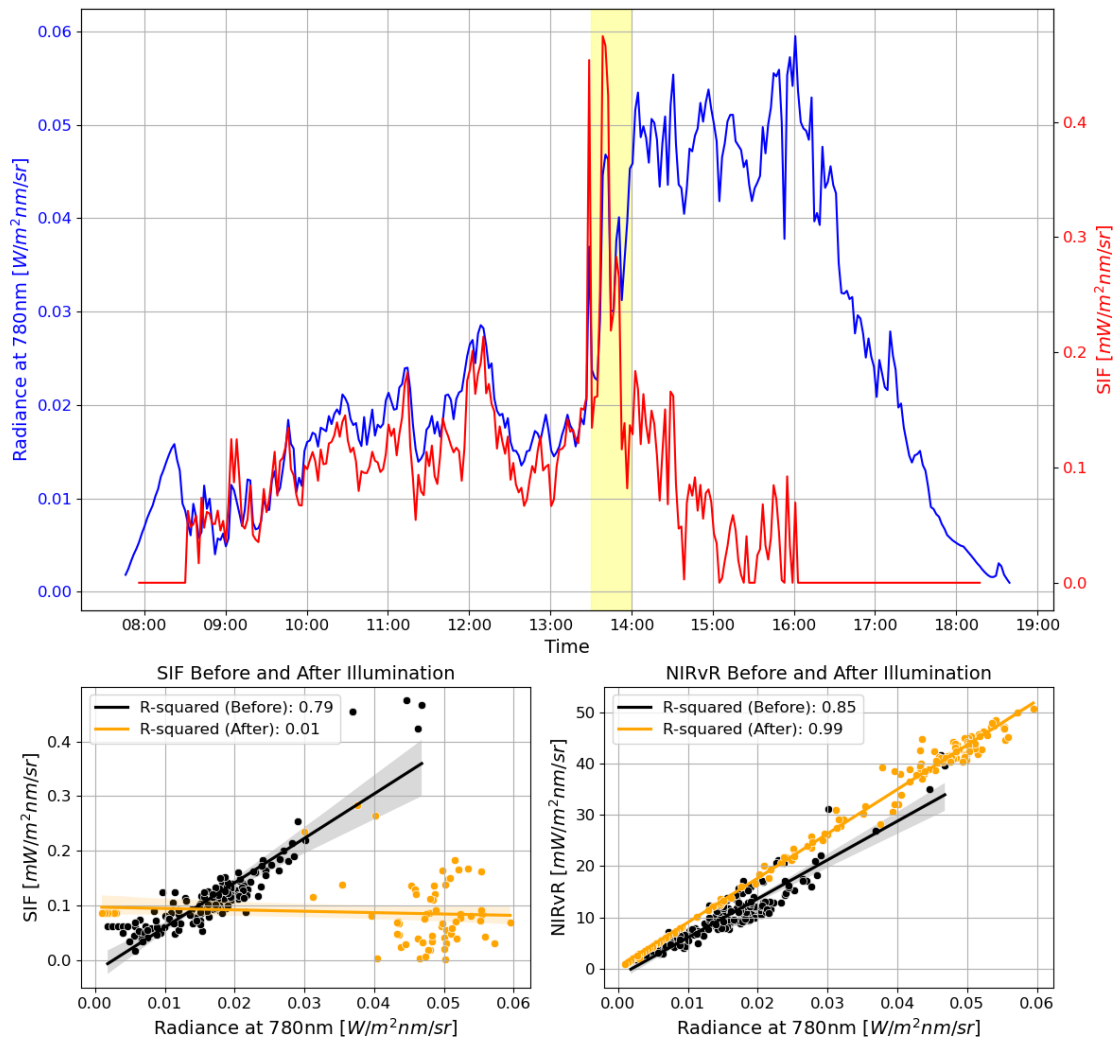 0.06
0.05
0.04
0.03
0.02
0.01
0.00
Radiance at 780nm [W/m²nm/sr]
0.4
0.3
0.2
0.1
0.0
SIF [mW/m²nm/sr]
08:00 09:00 10:00 11:00 12:00 13:00 14:00 15:00 16:00 17:00 18:00 19:00
Time
SIF Before and After Illumination
R-squared (Before): 0.79
R-squared (After): 0.01
0.4
0.3
0.2
0.1
0.0
SIF [mW/m²nm/sr]
0.00 0.01 0.02 0.03 0.04 0.05 0.06
Radiance at 780nm [W/m²nm/sr]
NIRvR Before and After Illumination
R-squared (Before): 0.85
R-squared (After): 0.99
50
40
30
20
10
0
NIRvR [mW/m²nm/sr]
0.00 0.01 0.02 0.03 0.04 0.05 0.06
Radiance at 780nm [W/m²nm/sr]